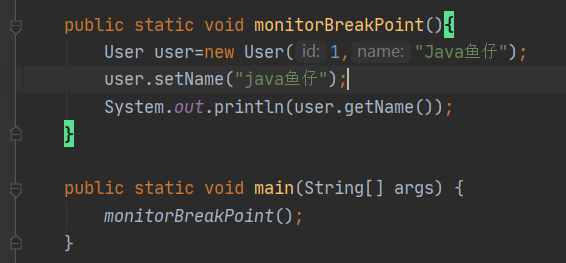 public static void monitorBreakPoint(){
User user=new User( id: 1, name: "Java鱼仔");
user.setName("java鱼仔");
System.out.println(user.getName());
}
public static void main(String[] args) {
monitorBreakPoint();
}